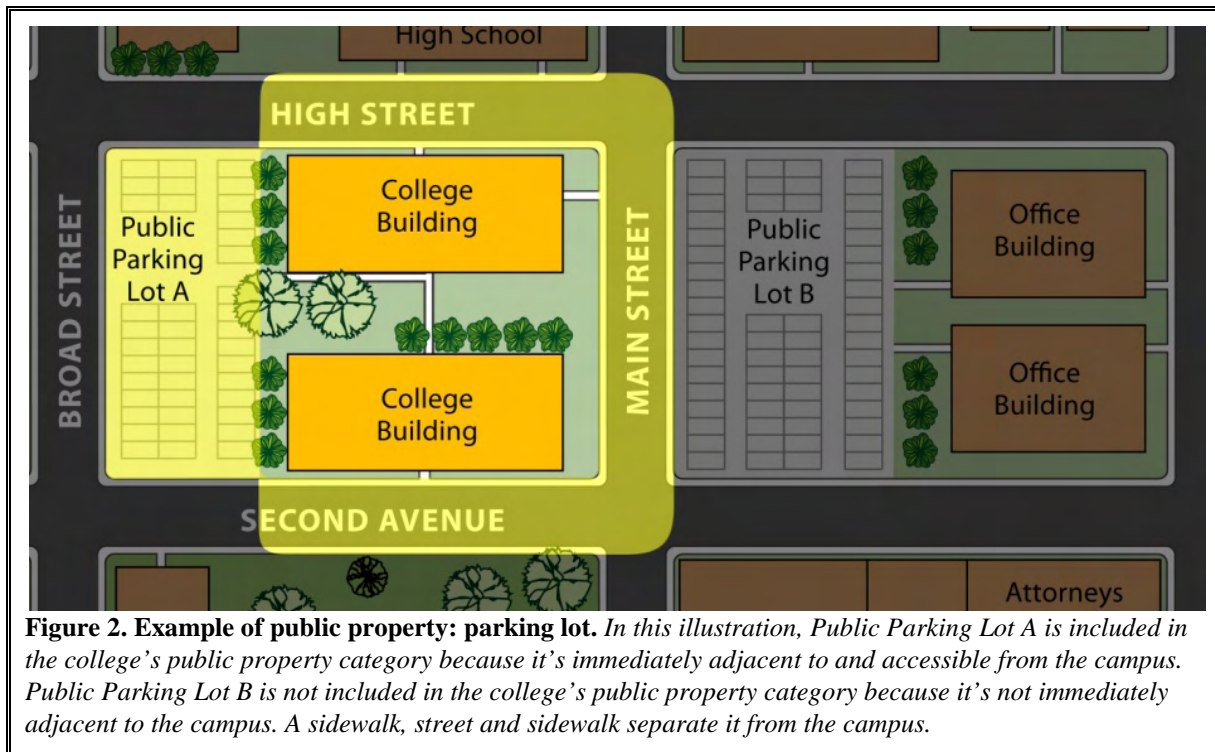 High School
HIGH STREET
College
Building
Public
Parking
Lot A
BROAD STREET
MAIN STREET
Public
Parking
Lot B
Office
Building
College
Building
Office
Building
SECOND AVENUE
Attorneys
Figure 2. Example of public property: parking lot. In this illustration, Public Parking Lot A is included in
the college’s public property category because it’s immediately adjacent to and accessible from the campus.
Public Parking Lot B is not included in the college’s public property category because it’s not immediately
adjacent to the campus. A sidewalk, street and sidewalk separate it from the campus.